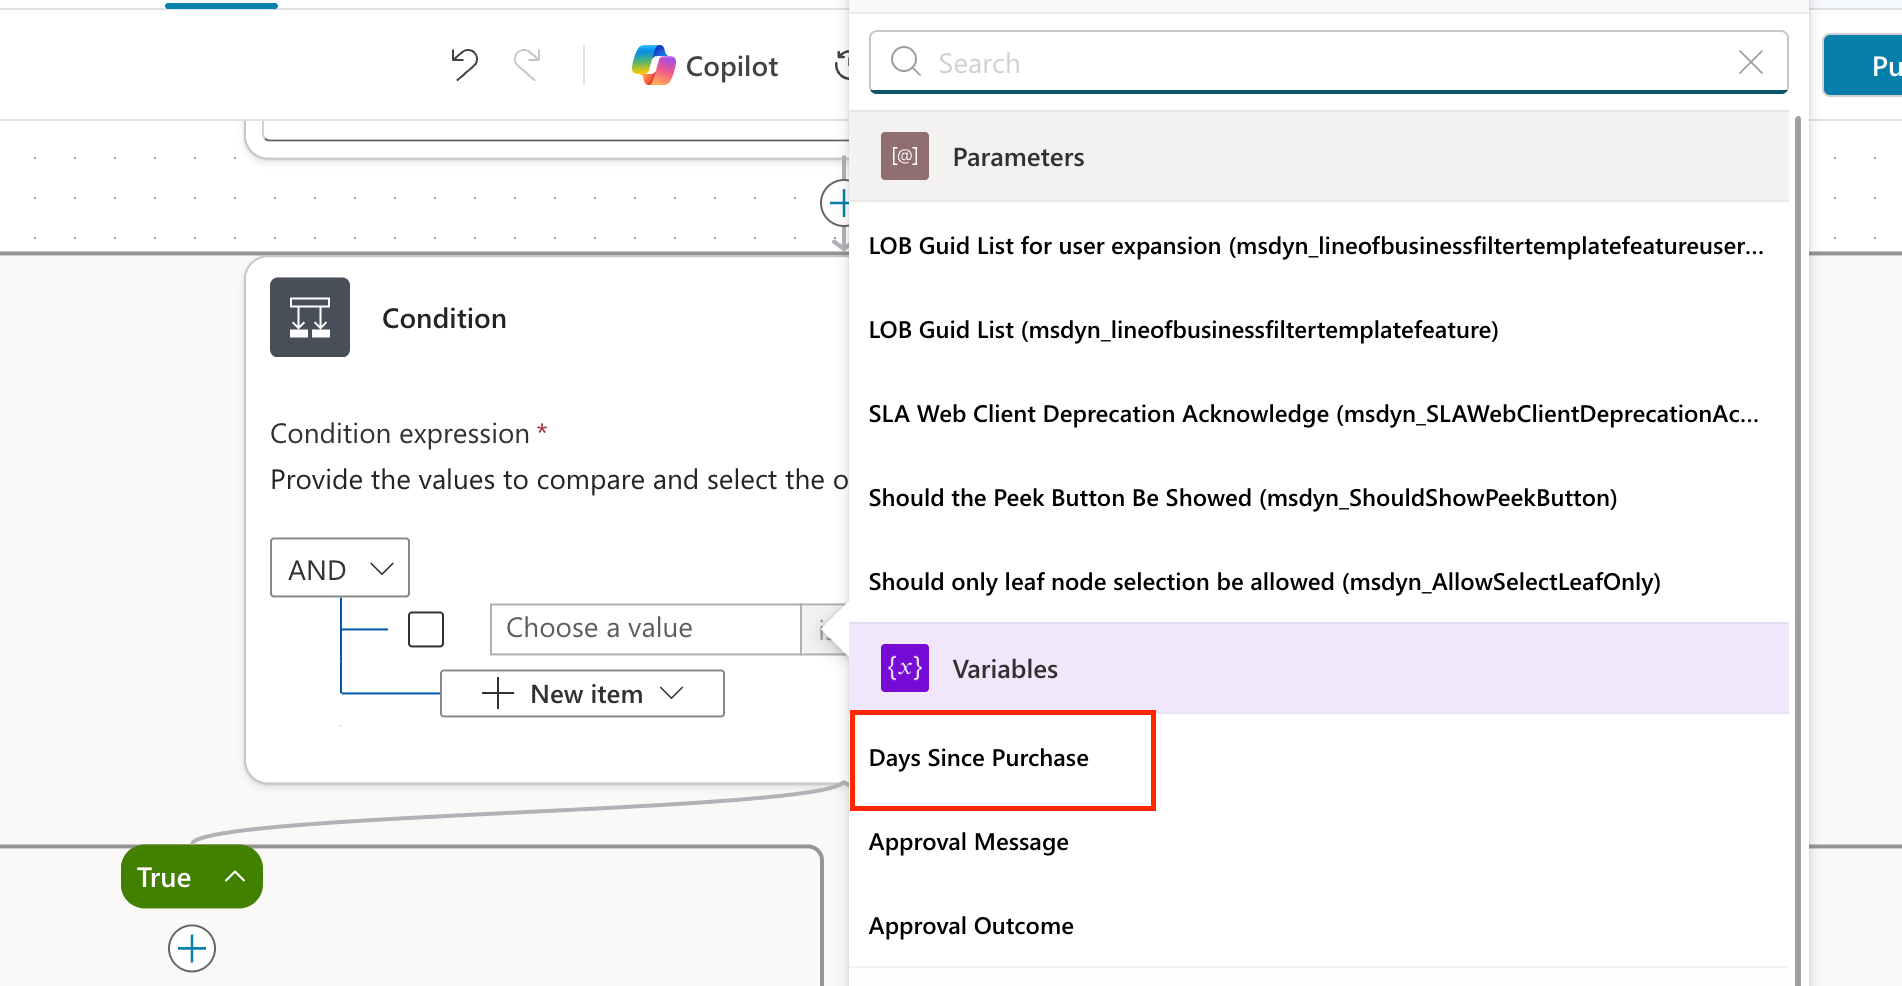 Copilot
Search
Pu
[@] Parameters
LOB Guid List for user expansion (msdyn_lineofbusinessfiltertemplatefeatureuser...
LOB Guid List (msdyn_lineofbusinessfiltertemplatefeature)
SLA Web Client Deprecation Acknowledge (msdyn_SLAWebClientDeprecationAc...
Should the Peek Button Be Showed (msdyn_ShouldShowPeekButton)
Should only leaf node selection be allowed (msdyn_AllowSelectLeafOnly)
{x} Variables
Days Since Purchase
Approval Message
Approval Outcome
Condition
Condition expression *
Provide the values to compare and select the o
AND
Choose a value
New item
True